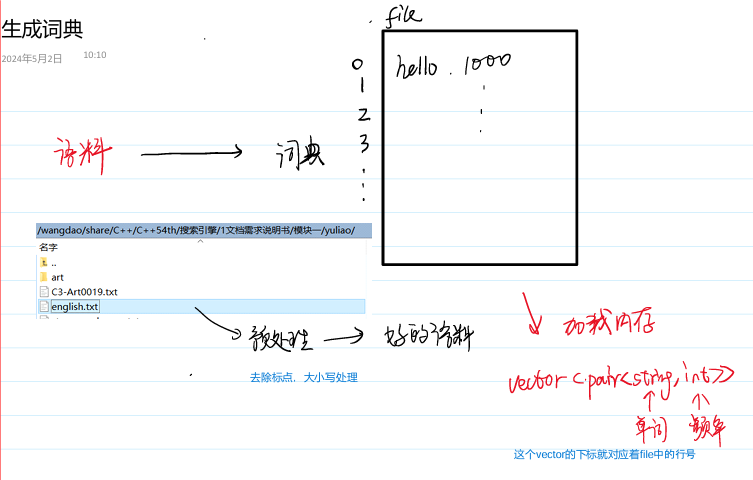 生成词典
2024年5月2日 10:10
file
0 hello . 1000
1
2
3
语料 词典
/wangdao/share/C++/C++54th/搜索引擎/1文档需求说明书/模块一/yuliao/
名字
..
art
C3-Art0019.txt
english.txt
预处理 好的语料
去除标点，大小写处理
加载内存
vector<pair<string,int>>
单词 频率
这个vector的下标就对应着file中的行号